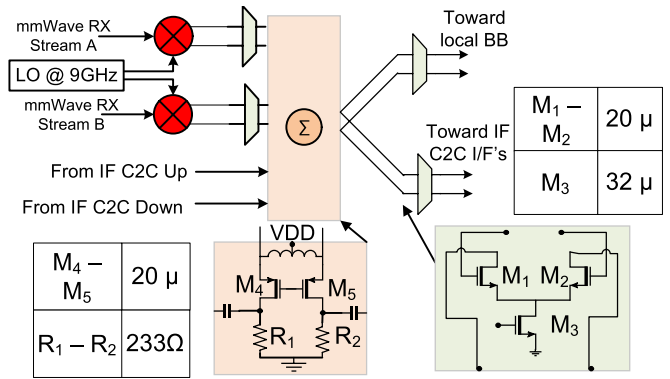 mmWave RX
Stream A
LO @ 9GHz
mmWave RX
Stream B
From IF C2C Up
From IF C2C Down
Σ
Toward
local BB
Toward IF
C2C I/F's
M1 –
M2
20 µ
M3
32 µ
M4 –
M5
20 µ
R1 – R2
233Ω
VDD
M4
M5
R1
R2
M1
M2
M3